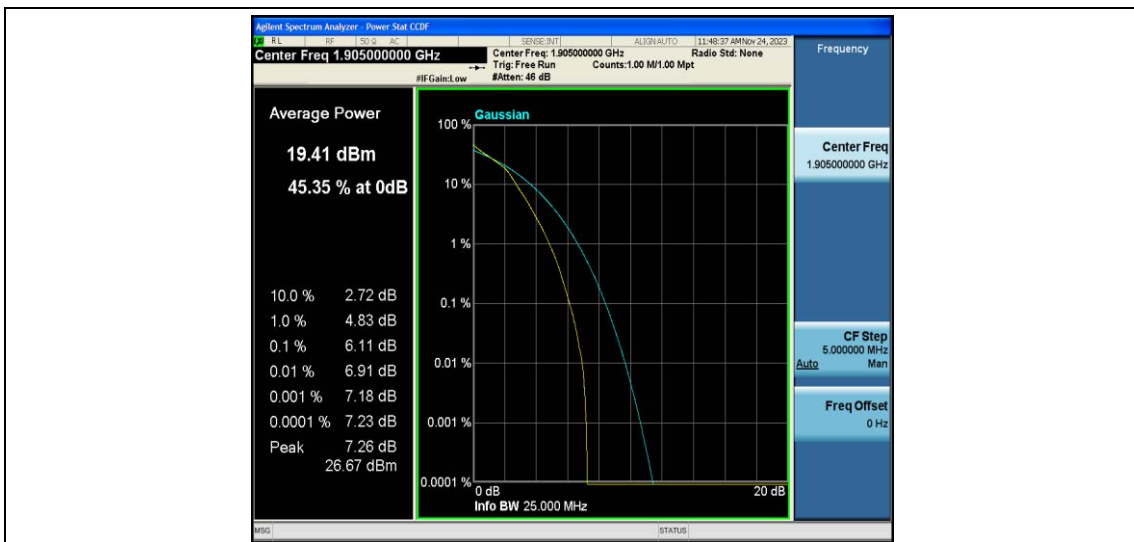 Agilent Spectrum Analyzer - Power Stat CCDF
RL RF 50 Ω AC SENSE:INT ALIGN AUTO 11:48:37 AM Nov 24, 2023
Center Freq 1.905000000 GHz
Center Freq: 1.905000000 GHz Radio Std: None
Trig: Free Run Counts:1.00 M/1.00 Mpt
#IFGain:Low #Atten: 46 dB
Frequency
Average Power
19.41 dBm
45.35 % at 0dB
10.0 % 2.72 dB
1.0 % 4.83 dB
0.1 % 6.11 dB
0.01 % 6.91 dB
0.001 % 7.18 dB
0.0001 % 7.23 dB
Peak 7.26 dB
26.67 dBm
Gaussian
100 %
10 %
1 %
0.1 %
0.01 %
0.001 %
0.0001 %
0 dB 20 dB
Info BW 25.000 MHz
Center Freq
1.905000000 GHz
CF Step
5.000000 MHz
Auto Man
Freq Offset
0 Hz
MSG STATUS